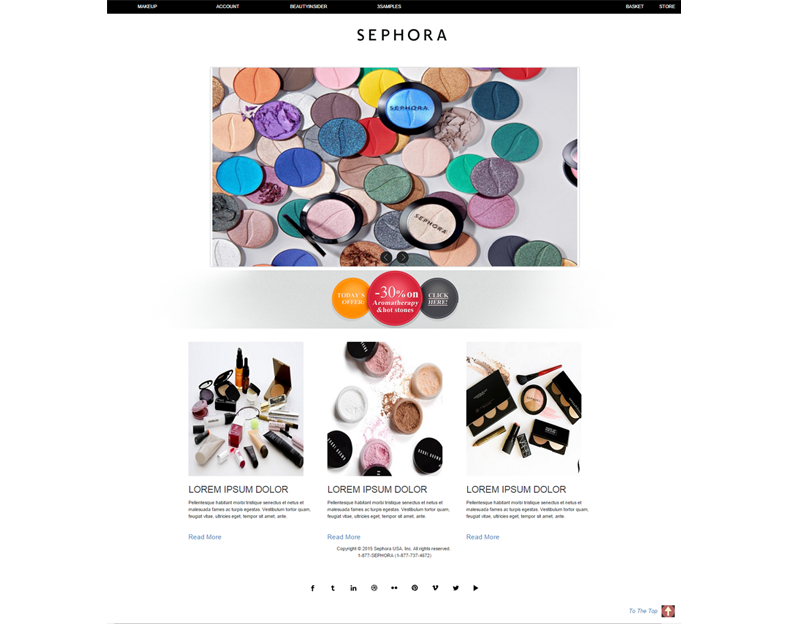 MAKEUP ACCOUNT BEAUTYINSIDER 3SAMPLES BASKET STORE
SEPHORA
SEPHORA
SEPHORA
TODAY'S
OFFER:
-30% on
Aromatherapy
&hot stones
CLICK
HERE!
LOREM IPSUM DOLOR
Pellentesque habitant morbi tristique senectus et netus et
malesuada fames ac turpis egestas. Vestibulum tortor quam,
feugiat vitae, ultricies eget, tempor sit amet, ante.
Read More
LOREM IPSUM DOLOR
Pellentesque habitant morbi tristique senectus et netus et
malesuada fames ac turpis egestas. Vestibulum tortor quam,
feugiat vitae, ultricies eget, tempor sit amet, ante.
Read More
LOREM IPSUM DOLOR
Pellentesque habitant morbi tristique senectus et netus et
malesuada fames ac turpis egestas. Vestibulum tortor quam,
feugiat vitae, ultricies eget, tempor sit amet, ante.
Read More
Copyright © 2015 Sephora USA, Inc. All rights reserved.
1-877-SEPHORA (1-877-737-4672)
To The Top